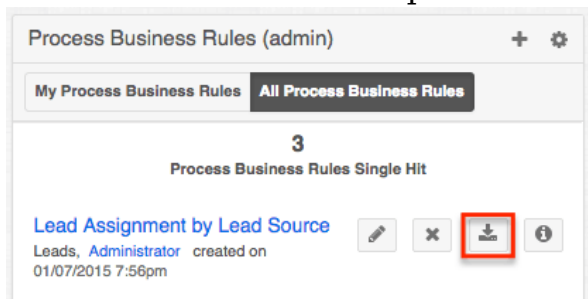 Process Business Rules (admin)
My Process Business Rules All Process Business Rules
3
Process Business Rules Single Hit
Lead Assignment by Lead Source
Leads, Administrator created on
01/07/2015 7:56pm